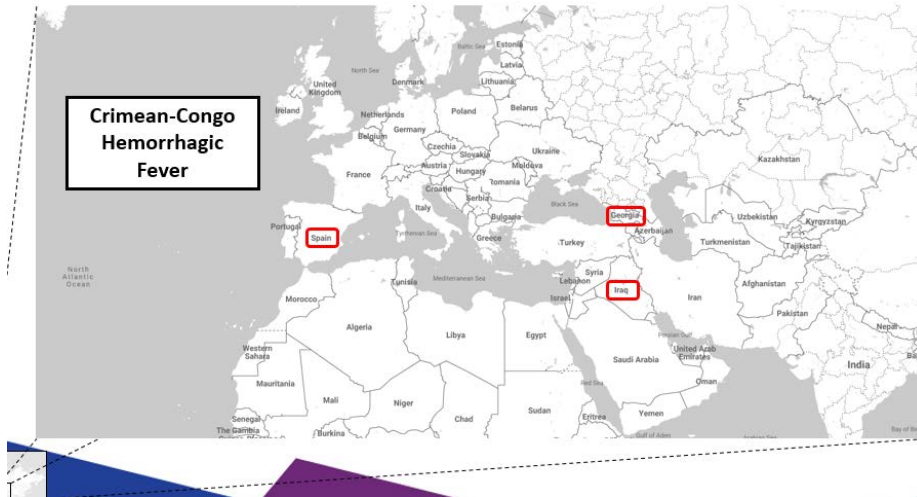 Crimean-Congo
Hemorrhagic
Fever
Baltic Sea
Estonia
Latvia
Lithuania
North Sea
Denmark
United
Kingdom
Ireland
Netherlands
Belgium
Germany
Poland
Belarus
Czechia
Slovakia
Ukraine
Austria
Hungary
Moldova
France
Croatia
Romania
Serbia
Italy
Bulgaria
Black Sea
Kazakhstan
Georgia
Azerbaijan
Uzbekistan
Kyrgyzstan
Portugal
Spain
Tyrrhenian Sea
Greece
Turkey
Turkmenistan
Tajikistan
North
Atlantic
Ocean
Tunisia
Mediterranean Sea
Lebanon
Syria
Israel
Iraq
Iran
Afghanistan
Morocco
Pakistan
Algeria
Libya
Egypt
Persian Gulf
Nepal
Western
Sahara
Saudi Arabia
United Arab
Emirates
India
Oman
Mauritania
Mali
Niger
Red Sea
Chad
Sudan
Eritrea
Yemen
Senegal
The Gambia
Burkina
Gulf of Aden
Bay of Be